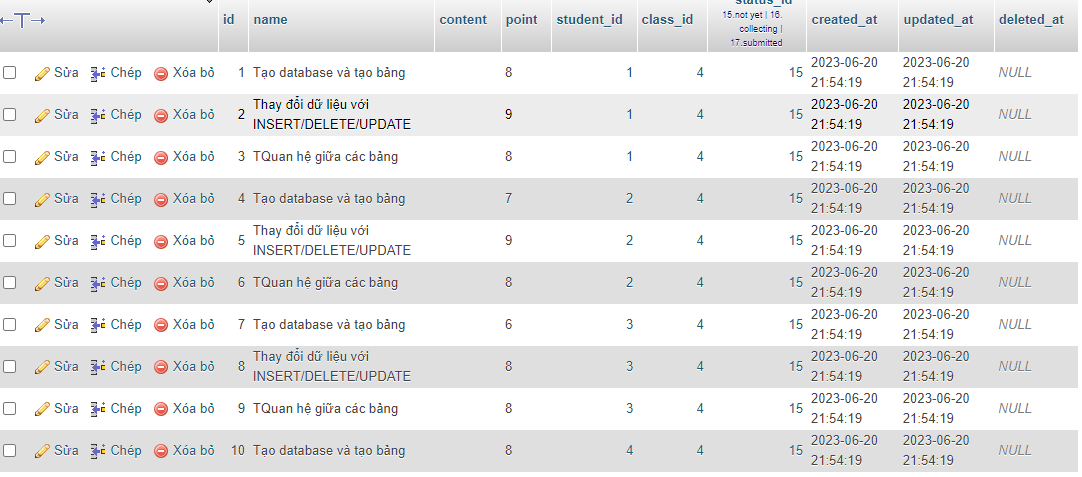 status_id
id name content point student_id class_id 15.not yet | 16. created_at updated_at deleted_at
collecting |
17.submitted
Sửa Chép Xóa bỏ 1 Tạo database và tạo bảng 8 1 4 15 2023-06-20 2023-06-20 NULL
21:54:19 21:54:19
Sửa Chép Xóa bỏ 2 Thay đổi dữ liệu với 9 1 4 15 2023-06-20 2023-06-20 NULL
INSERT/DELETE/UPDATE 21:54:19 21:54:19
Sửa Chép Xóa bỏ 3 TQuan hệ giữa các bảng 8 1 4 15 2023-06-20 2023-06-20 NULL
21:54:19 21:54:19
Sửa Chép Xóa bỏ 4 Tạo database và tạo bảng 7 2 4 15 2023-06-20 2023-06-20 NULL
21:54:19 21:54:19
Sửa Chép Xóa bỏ 5 Thay đổi dữ liệu với 9 2 4 15 2023-06-20 2023-06-20 NULL
INSERT/DELETE/UPDATE 21:54:19 21:54:19
Sửa Chép Xóa bỏ 6 TQuan hệ giữa các bảng 8 2 4 15 2023-06-20 2023-06-20 NULL
21:54:19 21:54:19
Sửa Chép Xóa bỏ 7 Tạo database và tạo bảng 6 3 4 15 2023-06-20 2023-06-20 NULL
21:54:19 21:54:19
Sửa Chép Xóa bỏ 8 Thay đổi dữ liệu với 8 3 4 15 2023-06-20 2023-06-20 NULL
INSERT/DELETE/UPDATE 21:54:19 21:54:19
Sửa Chép Xóa bỏ 9 TQuan hệ giữa các bảng 8 3 4 15 2023-06-20 2023-06-20 NULL
21:54:19 21:54:19
Sửa Chép Xóa bỏ 10 Tạo database và tạo bảng 8 4 4 15 2023-06-20 2023-06-20 NULL
21:54:19 21:54:19